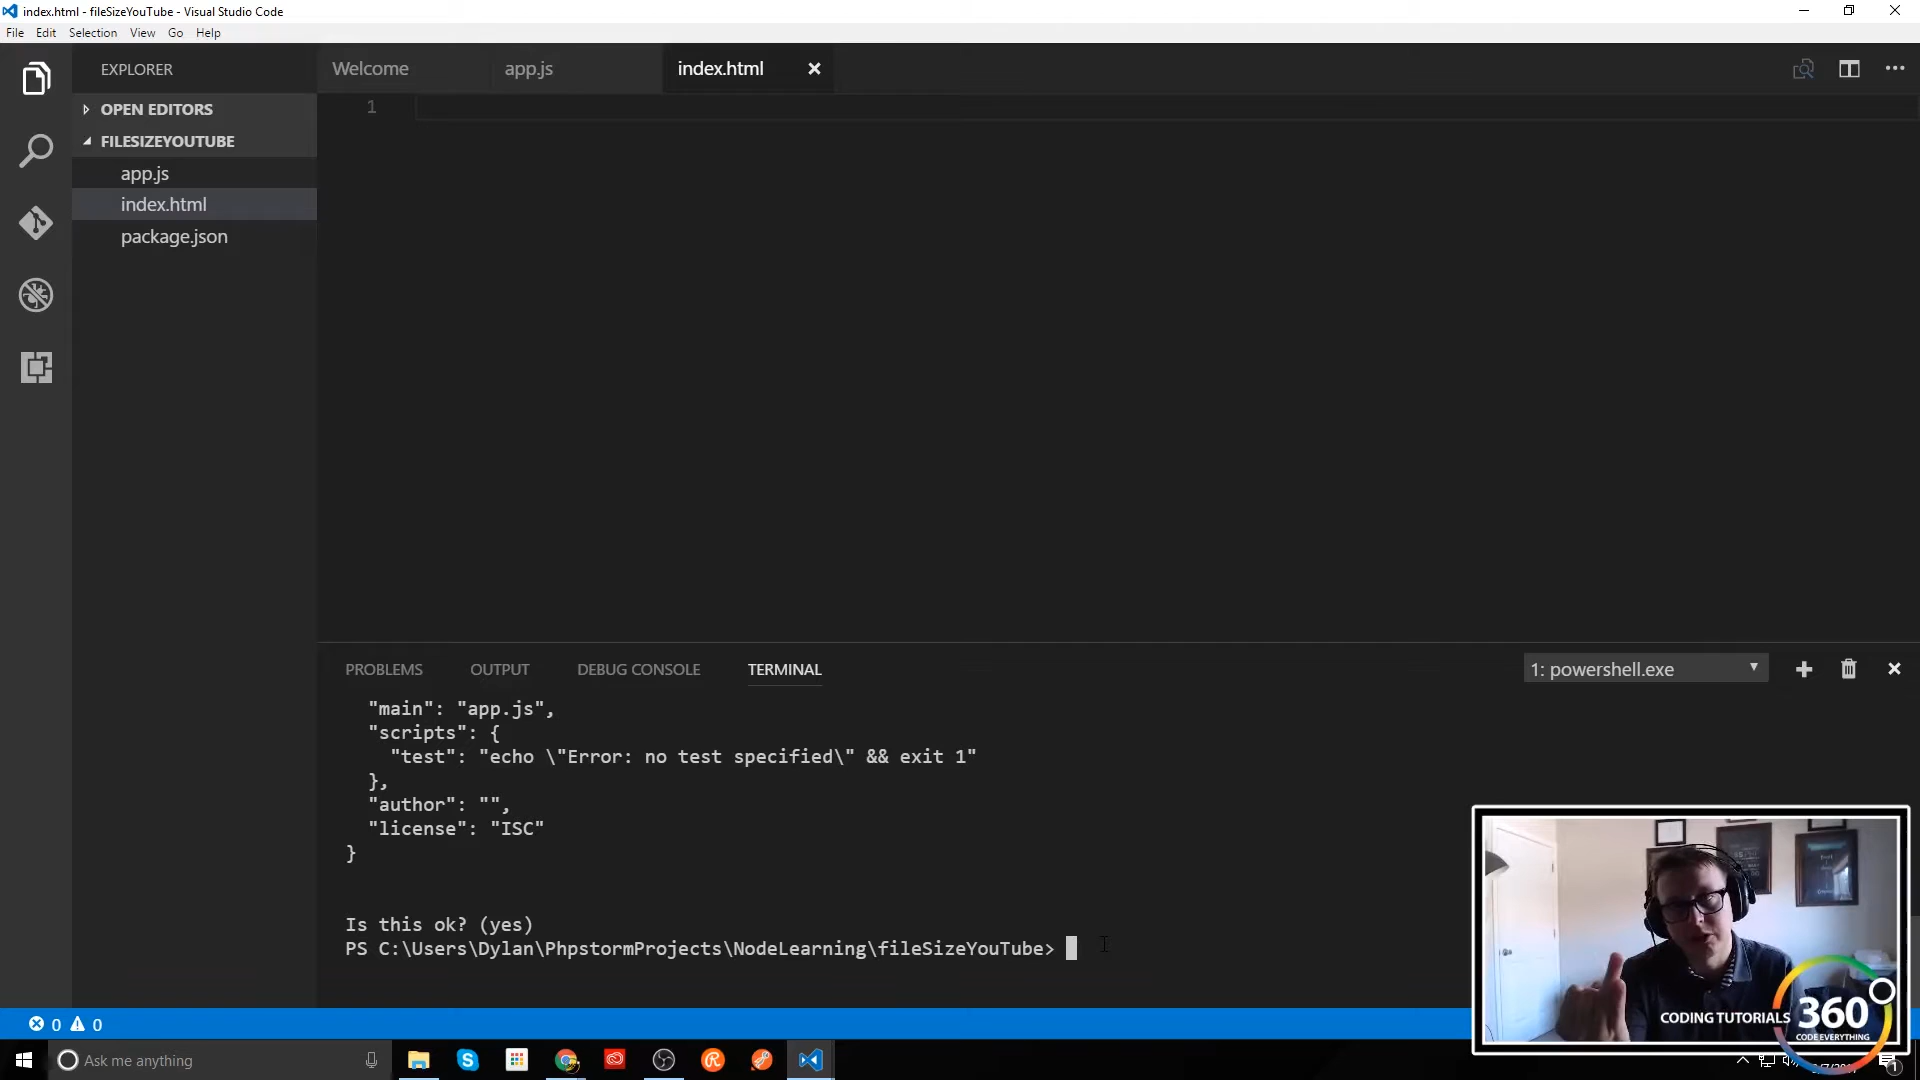 index.html - fileSizeYouTube - Visual Studio Code
File Edit Selection View Go Help
EXPLORER
OPEN EDITORS
FILESIZEYOUTUBE
app.js
index.html
package.json
Welcome app.js index.html
1
PROBLEMS OUTPUT DEBUG CONSOLE TERMINAL
1: powershell.exe
"main": "app.js",
"scripts": {
"test": "echo \"Error: no test specified\" && exit 1"
},
"author": "",
"license": "ISC"
}
Is this ok? (yes)
PS C:\Users\Dylan\PhpstormProjects\NodeLearning\fileSizeYouTube>
CODING TUTORIALS 360
CODE EVERYTHING
0 0
Ask me anything